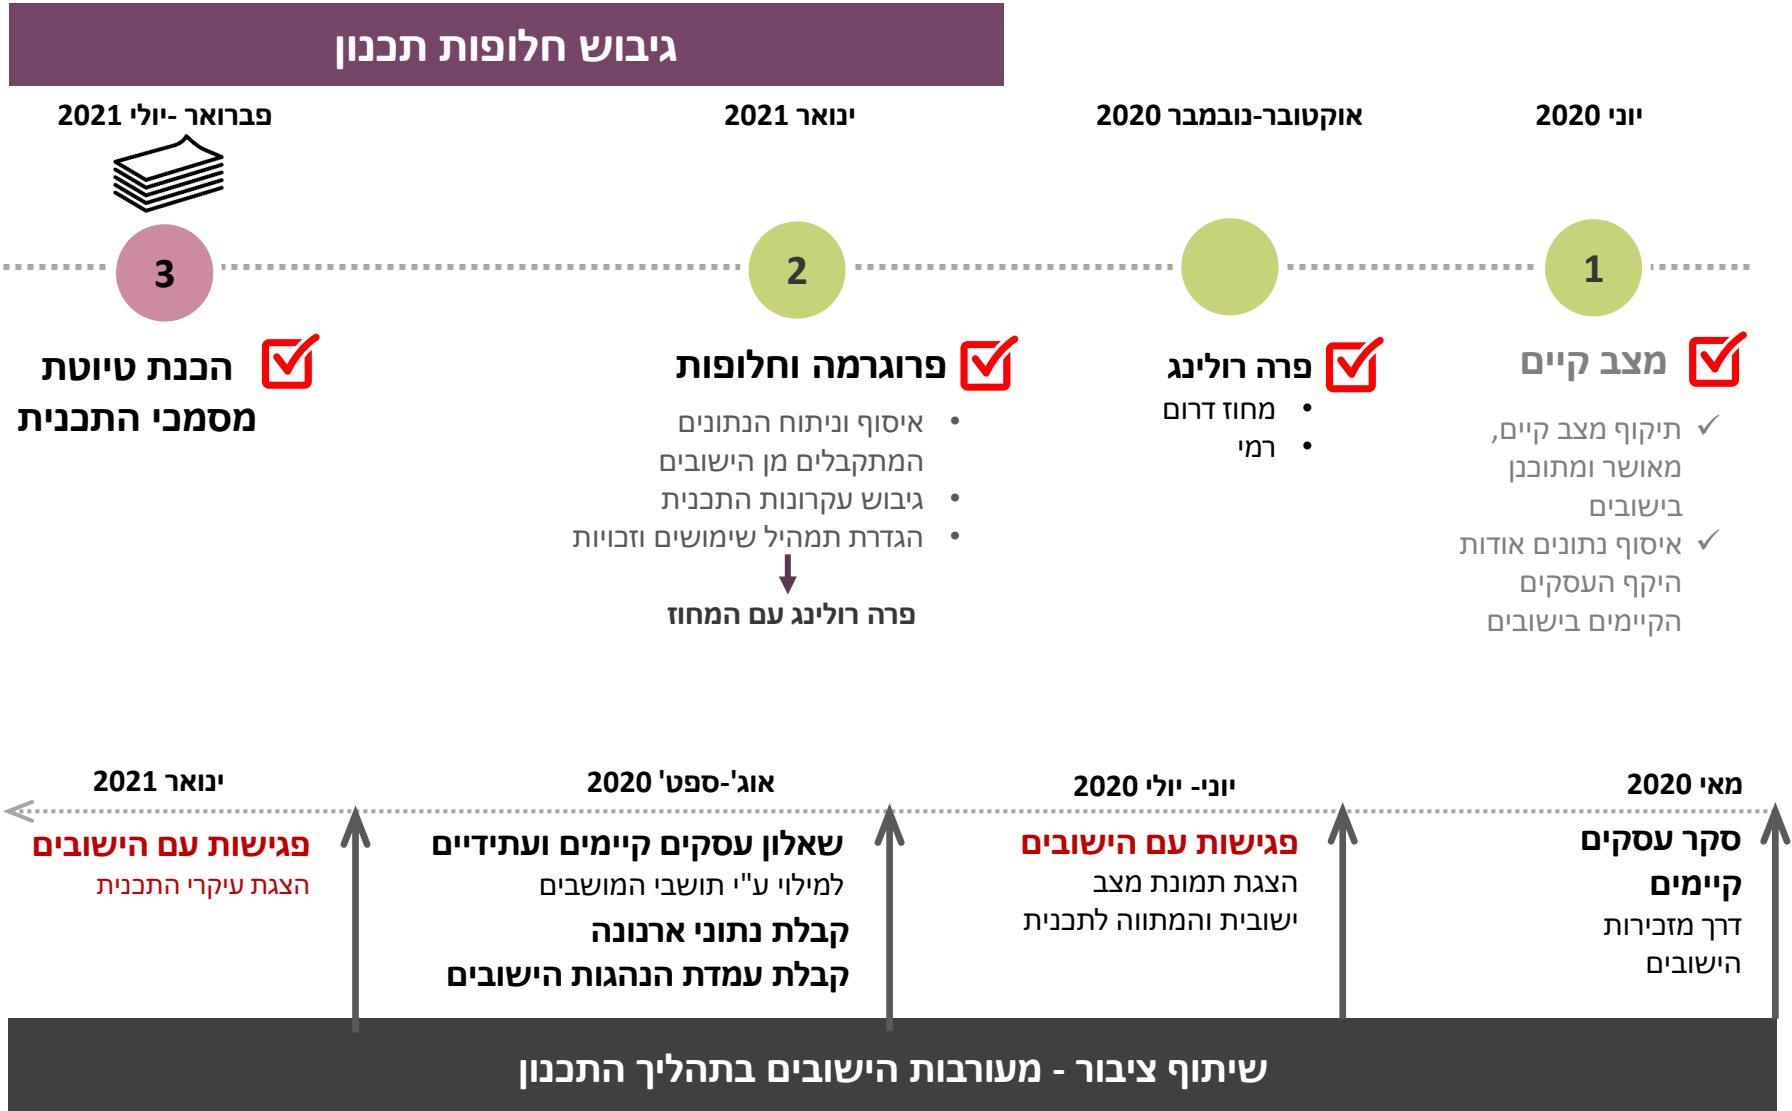 גיבוש חלופות תכנון
יוני 2020
אוקטובר-נובמבר 2020
ינואר 2021
פברואר -יולי 2021
1
2
3
מצב קיים
✓ תיקוף מצב קיים,
מאושר ומתוכנן
בישובים
✓ איסוף נתונים אודות
היקף העסקים
הקיימים בישובים
פרה רולינג
• מחוז דרום
• רמי
פרוגרמה וחלופות
• איסוף וניתוח הנתונים
המתקבלים מן הישובים
• גיבוש עקרונות התכנית
• הגדרת תמהיל שימושים וזכויות
פרה רולינג עם המחוז
הכנת טיוטת
מסמכי התכנית
מאי 2020
סקר עסקים
קיימים
דרך מזכירות
הישובים
יוני- יולי 2020
פגישות עם הישובים
הצגת תמונת מצב
ישובית והמתווה לתכנית
אוג'-ספט' 2020
שאלון עסקים קיימים ועתידיים
למילוי ע"י תושבי המושבים
קבלת נתוני ארנונה
קבלת עמדת הנהגות הישובים
ינואר 2021
פגישות עם הישובים
הצגת עיקרי התכנית
שיתוף ציבור - מעורבות הישובים בתהליך התכנון